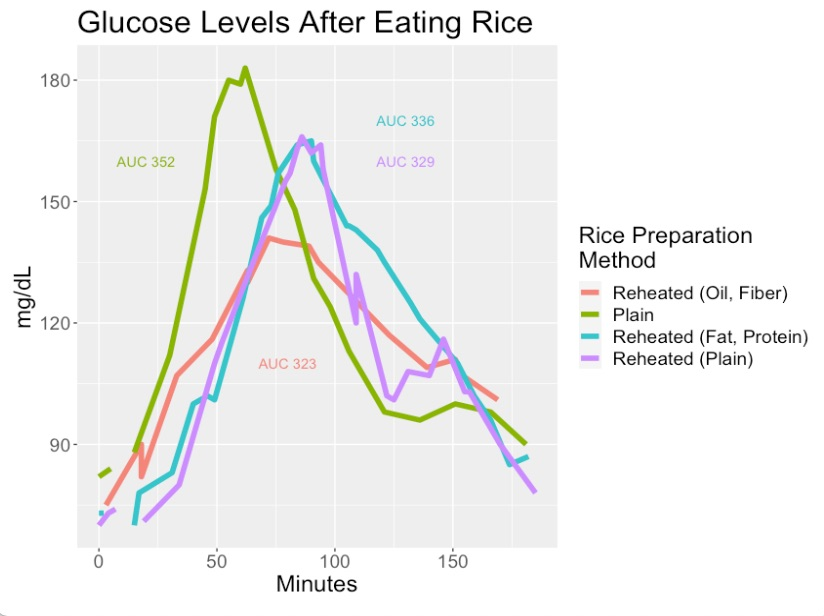 Glucose Levels After Eating Rice
180
150
120
90
mg/dL
AUC 352
AUC 336
AUC 329
AUC 323
0
50
100
150
Minutes
Rice Preparation
Method
Reheated (Oil, Fiber)
Plain
Reheated (Fat, Protein)
Reheated (Plain)